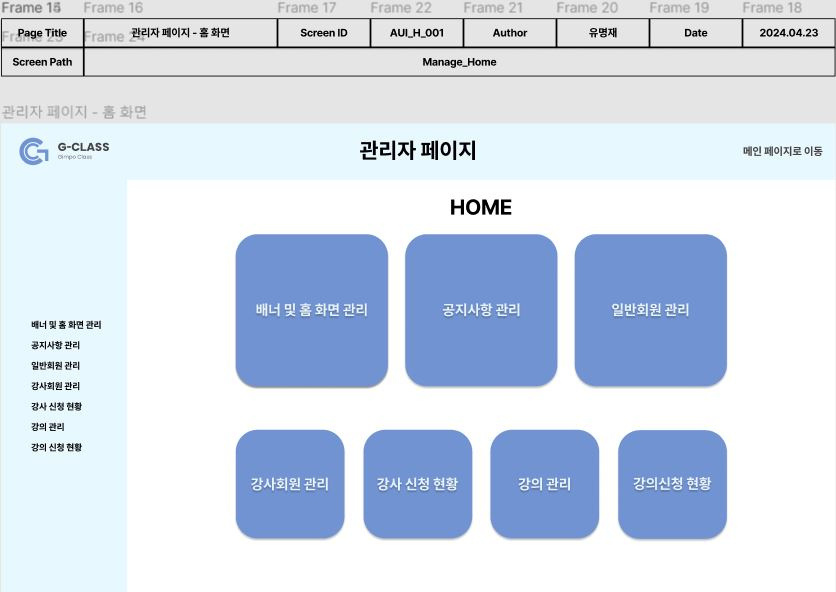 Frame 15 Frame 16 Frame 17 Frame 22 Frame 21 Frame 20 Frame 19 Frame 18
Page Title 관리자 페이지 - 홈 화면 Screen ID AUI_H_001 Author 유명재 Date 2024.04.23
Screen Path Manage_Home
관리자 페이지 - 홈 화면
G-CLASS
Gimpo Class
관리자 페이지
메인 페이지로 이동
HOME
배너 및 홈 화면 관리
공지사항 관리
일반회원 관리
강사회원 관리
강사 신청 현황
강의 관리
강의 신청 현황
배너 및 홈 화면 관리 공지사항 관리 일반회원 관리
강사회원 관리 강사 신청 현황 강의 관리 강의신청 현황